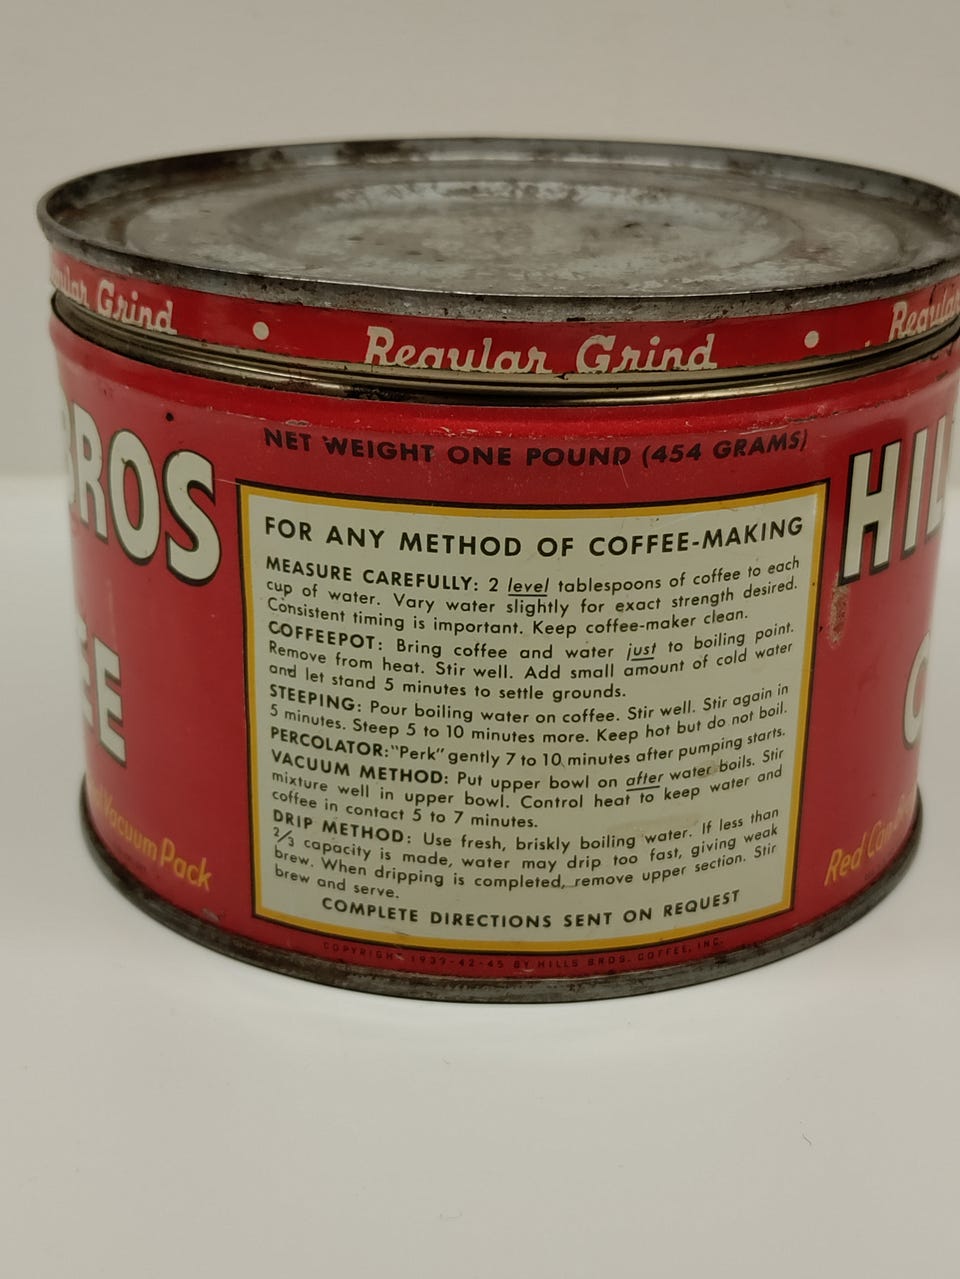 Grind
Regular Grind
NET WEIGHT ONE POUND (454 GRAMS)
BROS
HIL
FOR ANY METHOD OF COFFEE-MAKING
MEASURE CAREFULLY: 2 level tablespoons of coffee to each
cup of water. Vary water slightly for exact strength desired.
Consistent timing is important. Keep coffee-maker clean.
COFFEEPOT: Bring coffee and water just to boiling point.
Remove from heat. Stir well. Add small amount of cold water
and let stand 5 minutes to settle grounds.
STEEPING: Pour boiling water on coffee. Stir well. Stir again in
5 minutes. Steep 5 to 10 minutes more. Keep hot but do not boil.
PERCOLATOR: "Perk" gently 7 to 10 minutes after pumping starts.
VACUUM METHOD: Put upper bowl on after water boils. Stir
mixture well in upper bowl. Control heat to keep water and
coffee in contact 5 to 7 minutes.
DRIP METHOD: Use fresh, briskly boiling water. If less than
2/3 capacity is made, water may drip too fast, giving weak
brew. When dripping is completed, remove upper section. Stir
brew and serve.
COMPLETE DIRECTIONS SENT ON REQUEST
EE
Vacuum Pack
Red Can
COPYRIGHT 1939-42-45 BY HILLS BROS. COFFEE, INC.